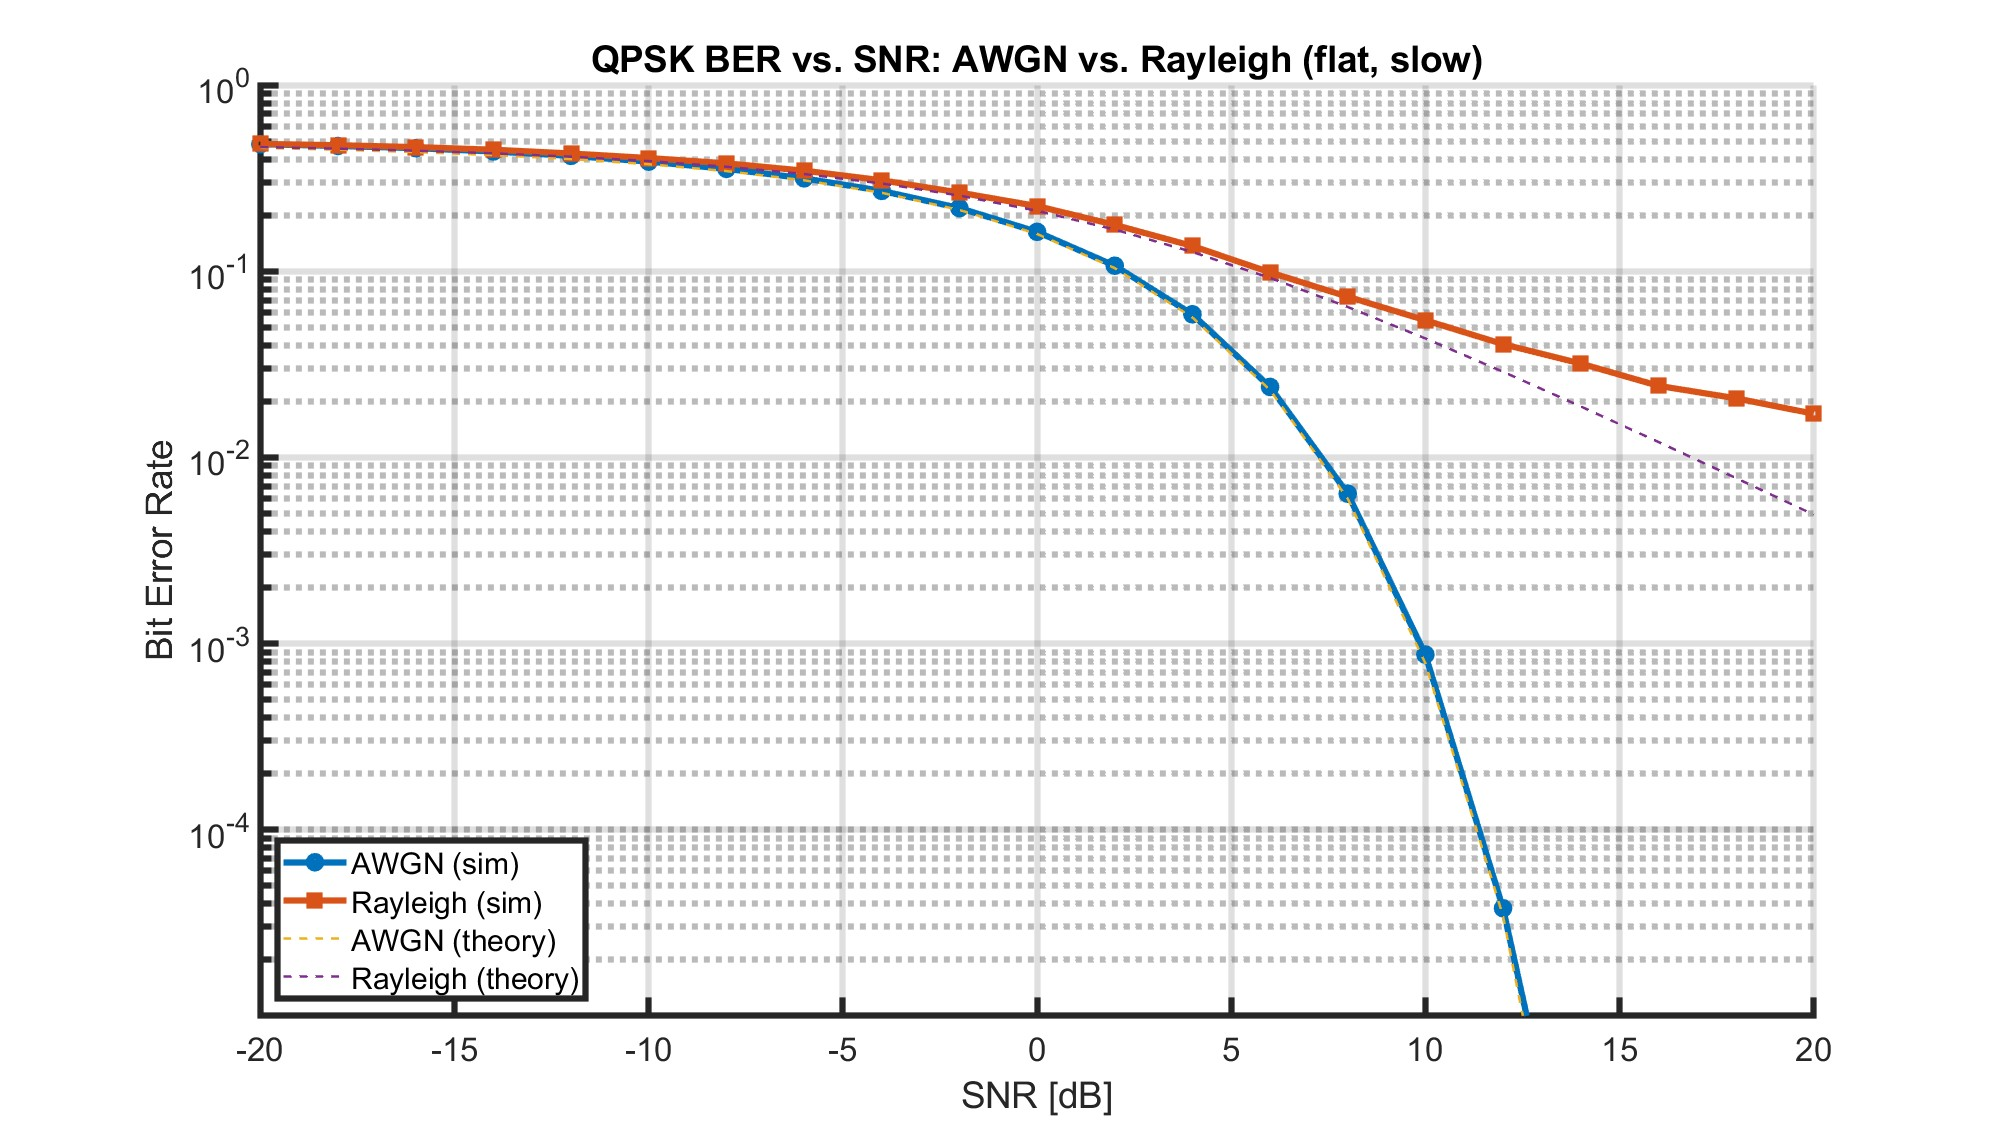 QPSK BER vs. SNR: AWGN vs. Rayleigh (flat, slow)
10^0
10^-1
10^-2
10^-3
10^-4
Bit Error Rate
AWGN (sim)
Rayleigh (sim)
AWGN (theory)
Rayleigh (theory)
-20 -15 -10 -5 0 5 10 15 20
SNR [dB]